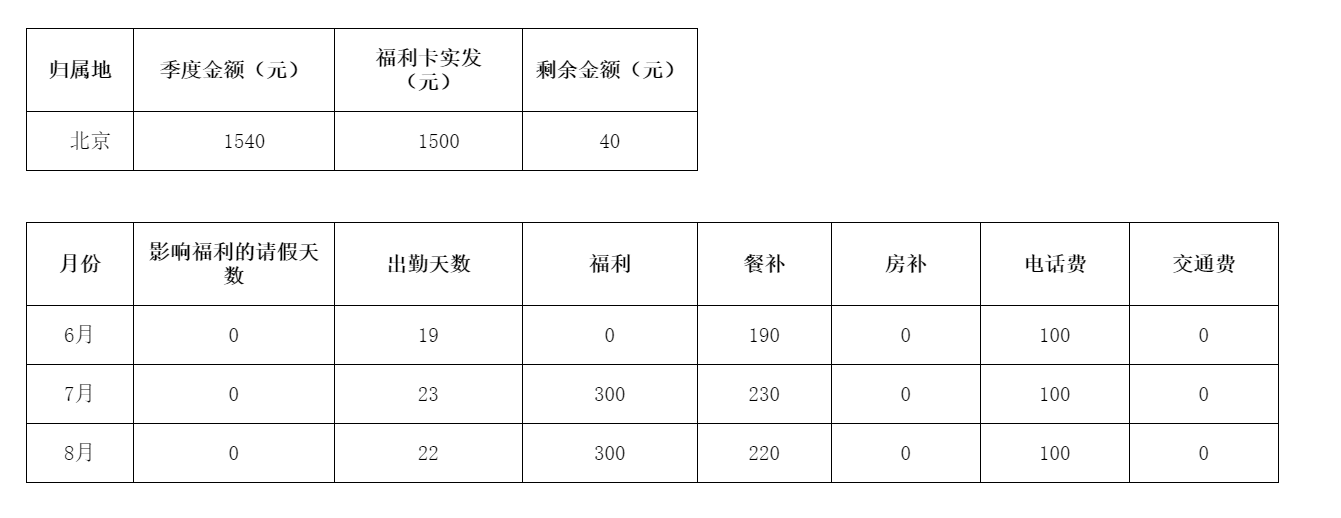 归属地 季度金额（元） 福利卡实发（元） 剩余金额（元）
北京 1540 1500 40
月份 影响福利的请假天数 出勤天数 福利 餐补 房补 电话费 交通费
6月 0 19 0 190 0 100 0
7月 0 23 300 230 0 100 0
8月 0 22 300 220 0 100 0